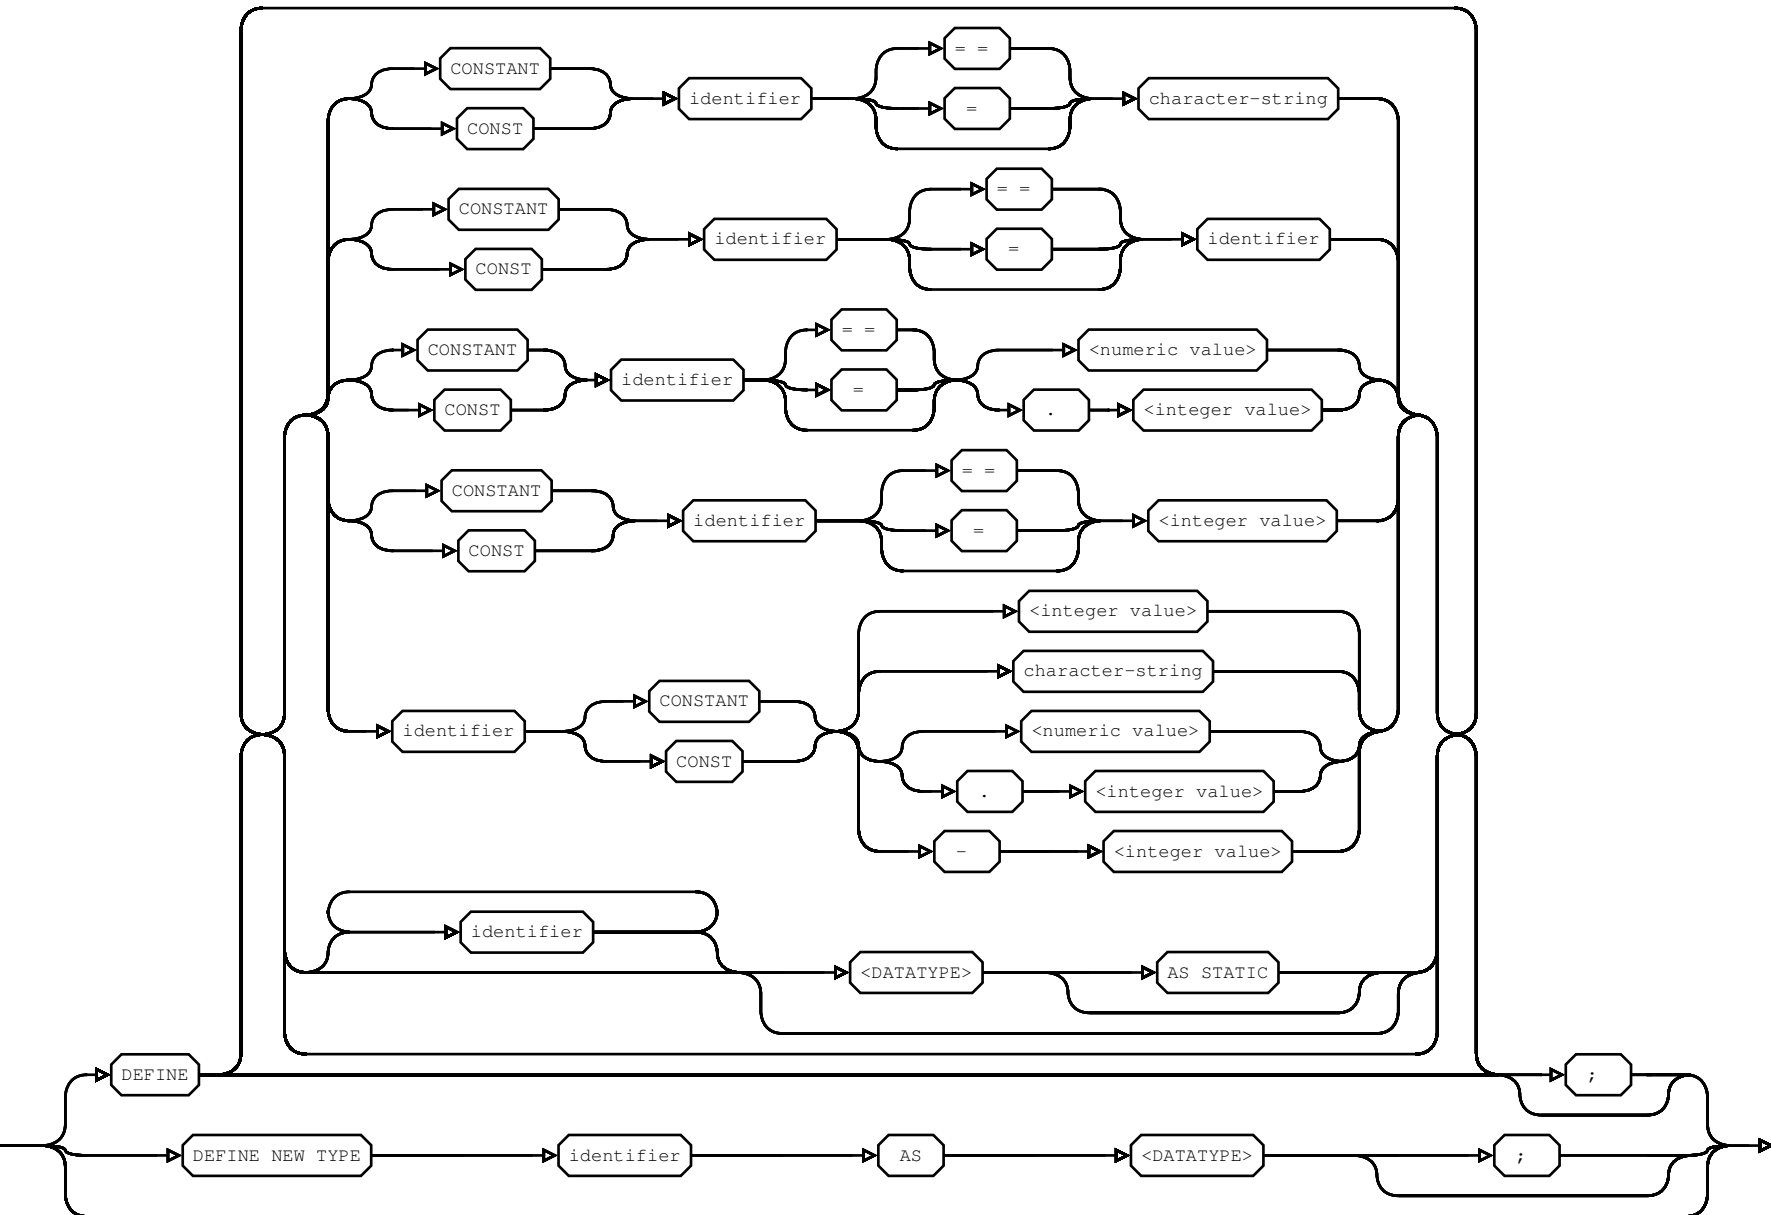 = =
CONSTANT
identifier
=
character-string
CONST
= =
CONSTANT
identifier
=
identifier
CONST
= =
CONSTANT
<numeric value>
identifier
=
CONST
.
<integer value>
= =
CONSTANT
identifier
=
<integer value>
CONST
<integer value>
character-string
CONSTANT
identifier
<numeric value>
CONST
.
<integer value>
-
<integer value>
identifier
<DATATYPE>
AS STATIC
DEFINE
;
DEFINE NEW TYPE
identifier
AS
<DATATYPE>
;